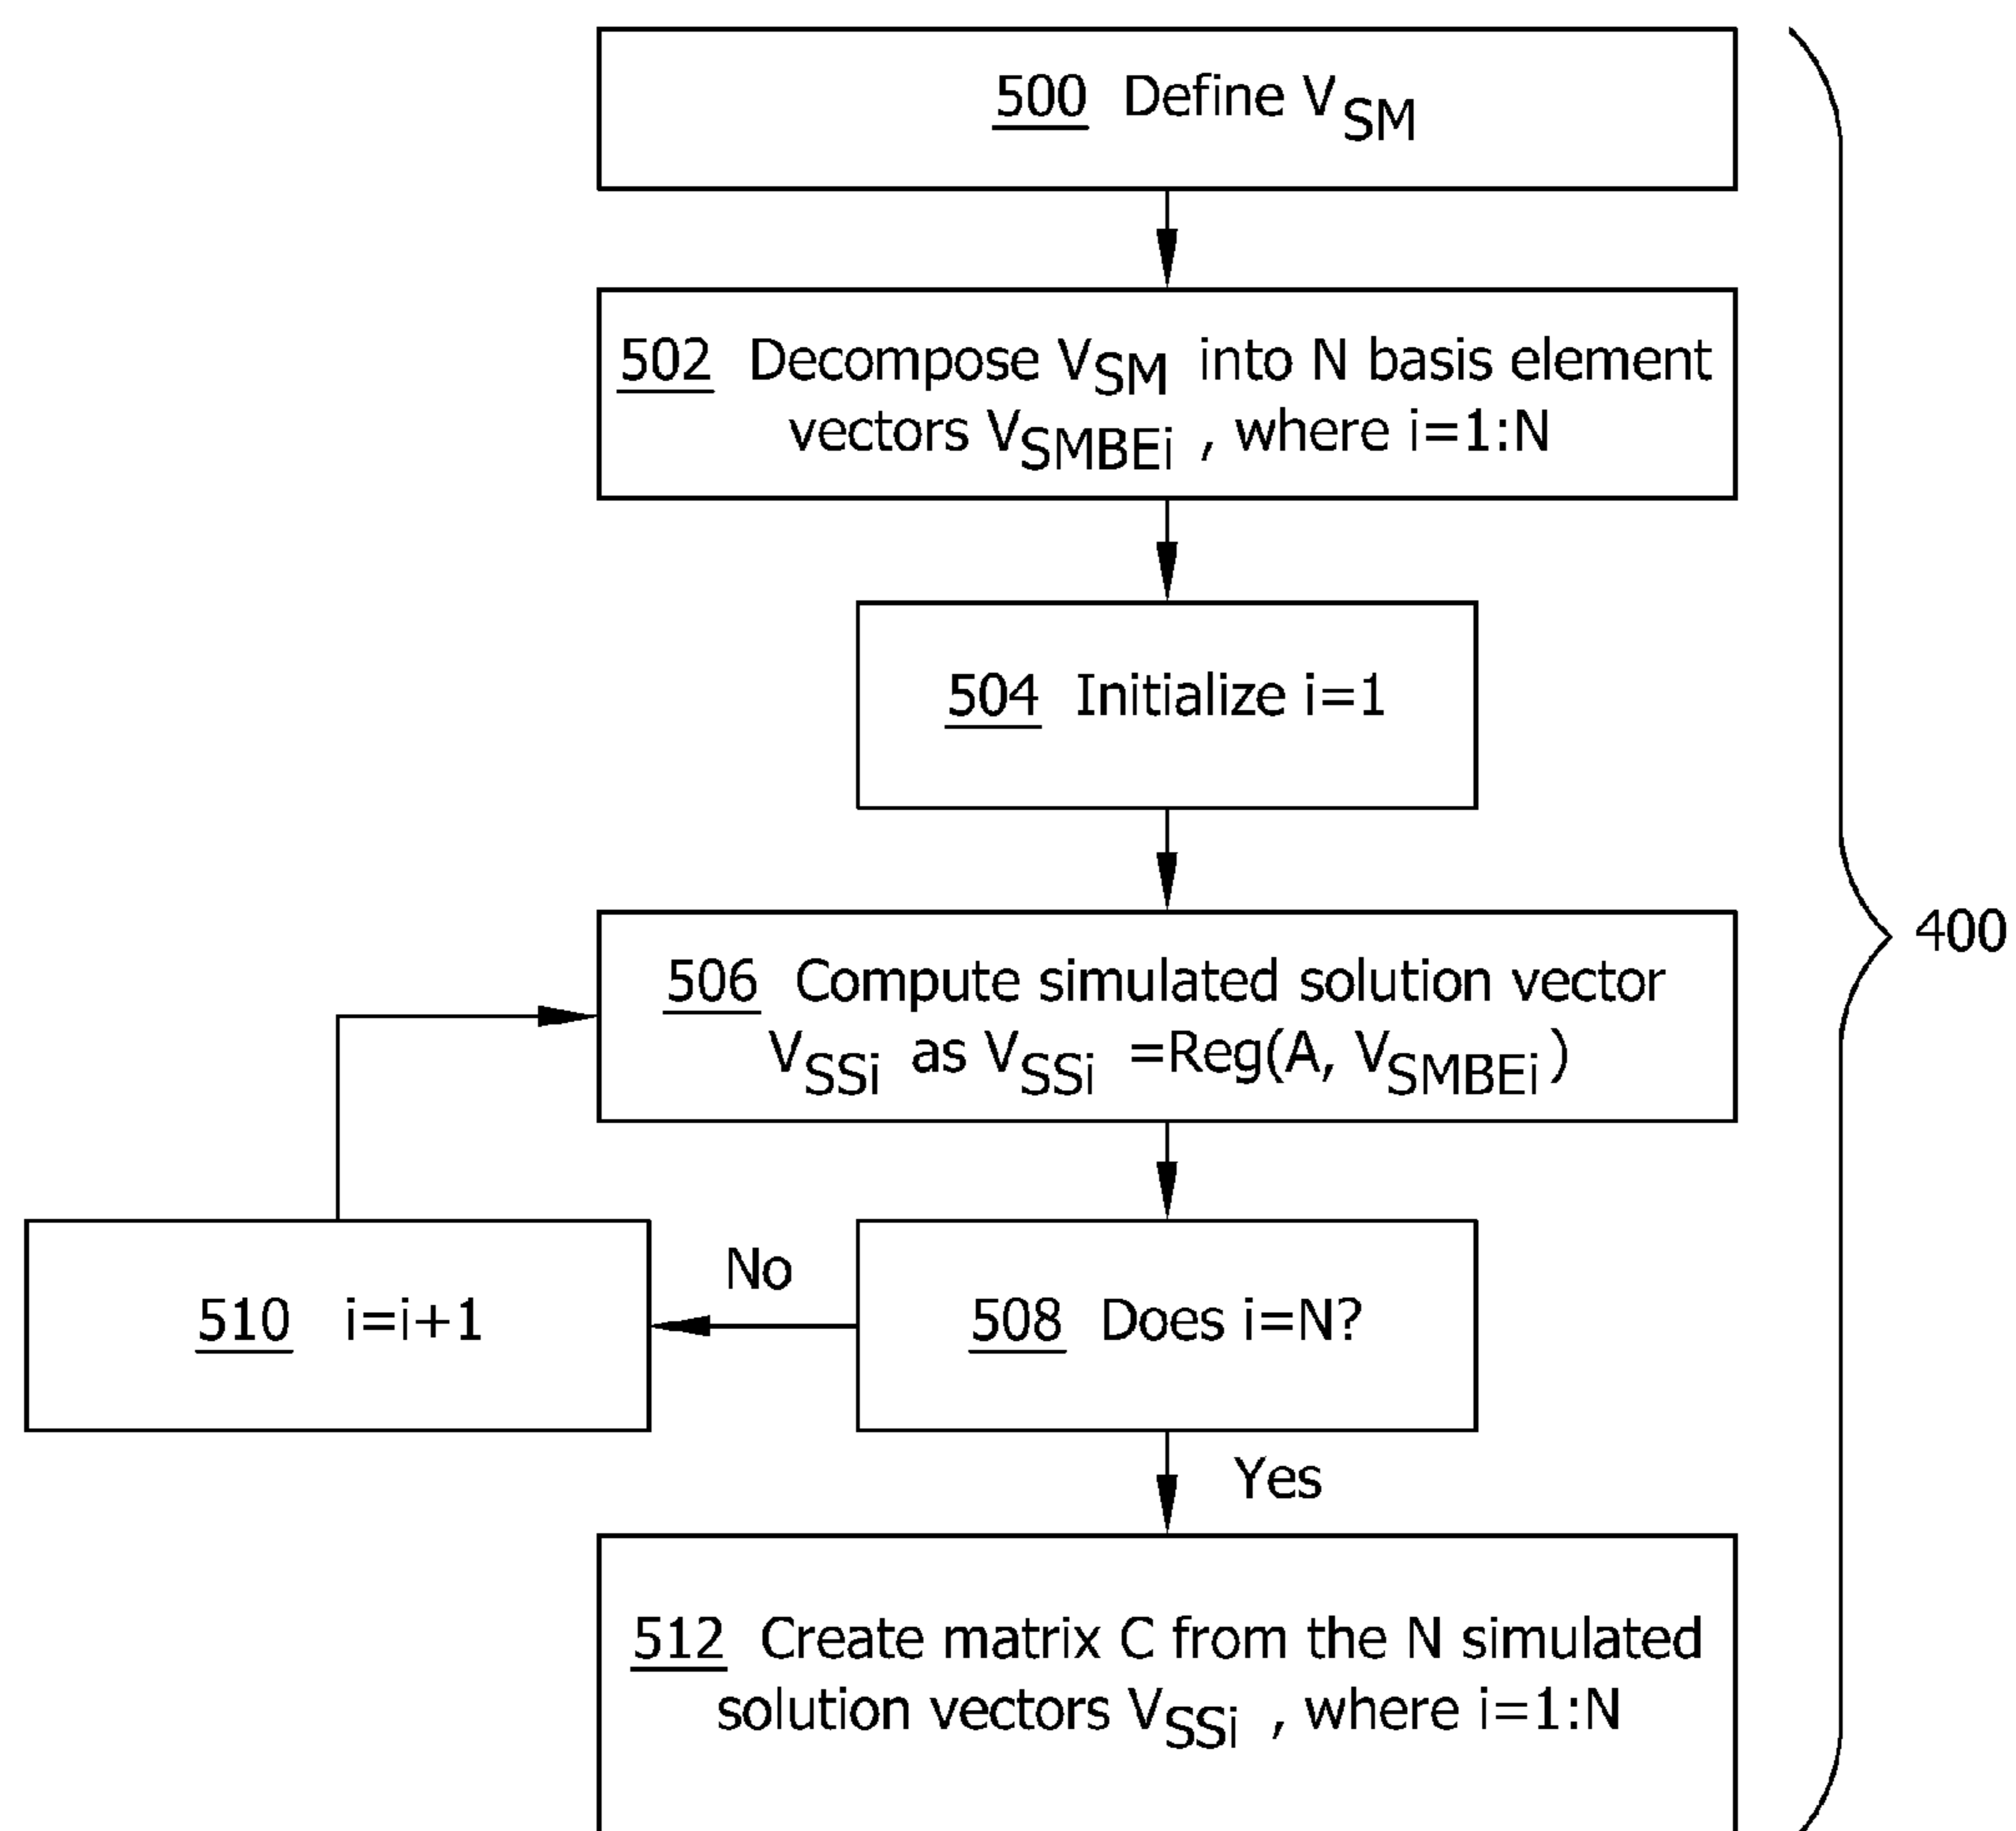 500 Define V_SM
502 Decompose V_SM into N basis element
vectors V_SMBEi , where i=1:N
504 Initialize i=1
506 Compute simulated solution vector
V_SSi as V_SSi =Reg(A, V_SMBEi)
400
No
510 i=i+1
508 Does i=N?
Yes
512 Create matrix C from the N simulated
solution vectors V_SSi , where i=1:N